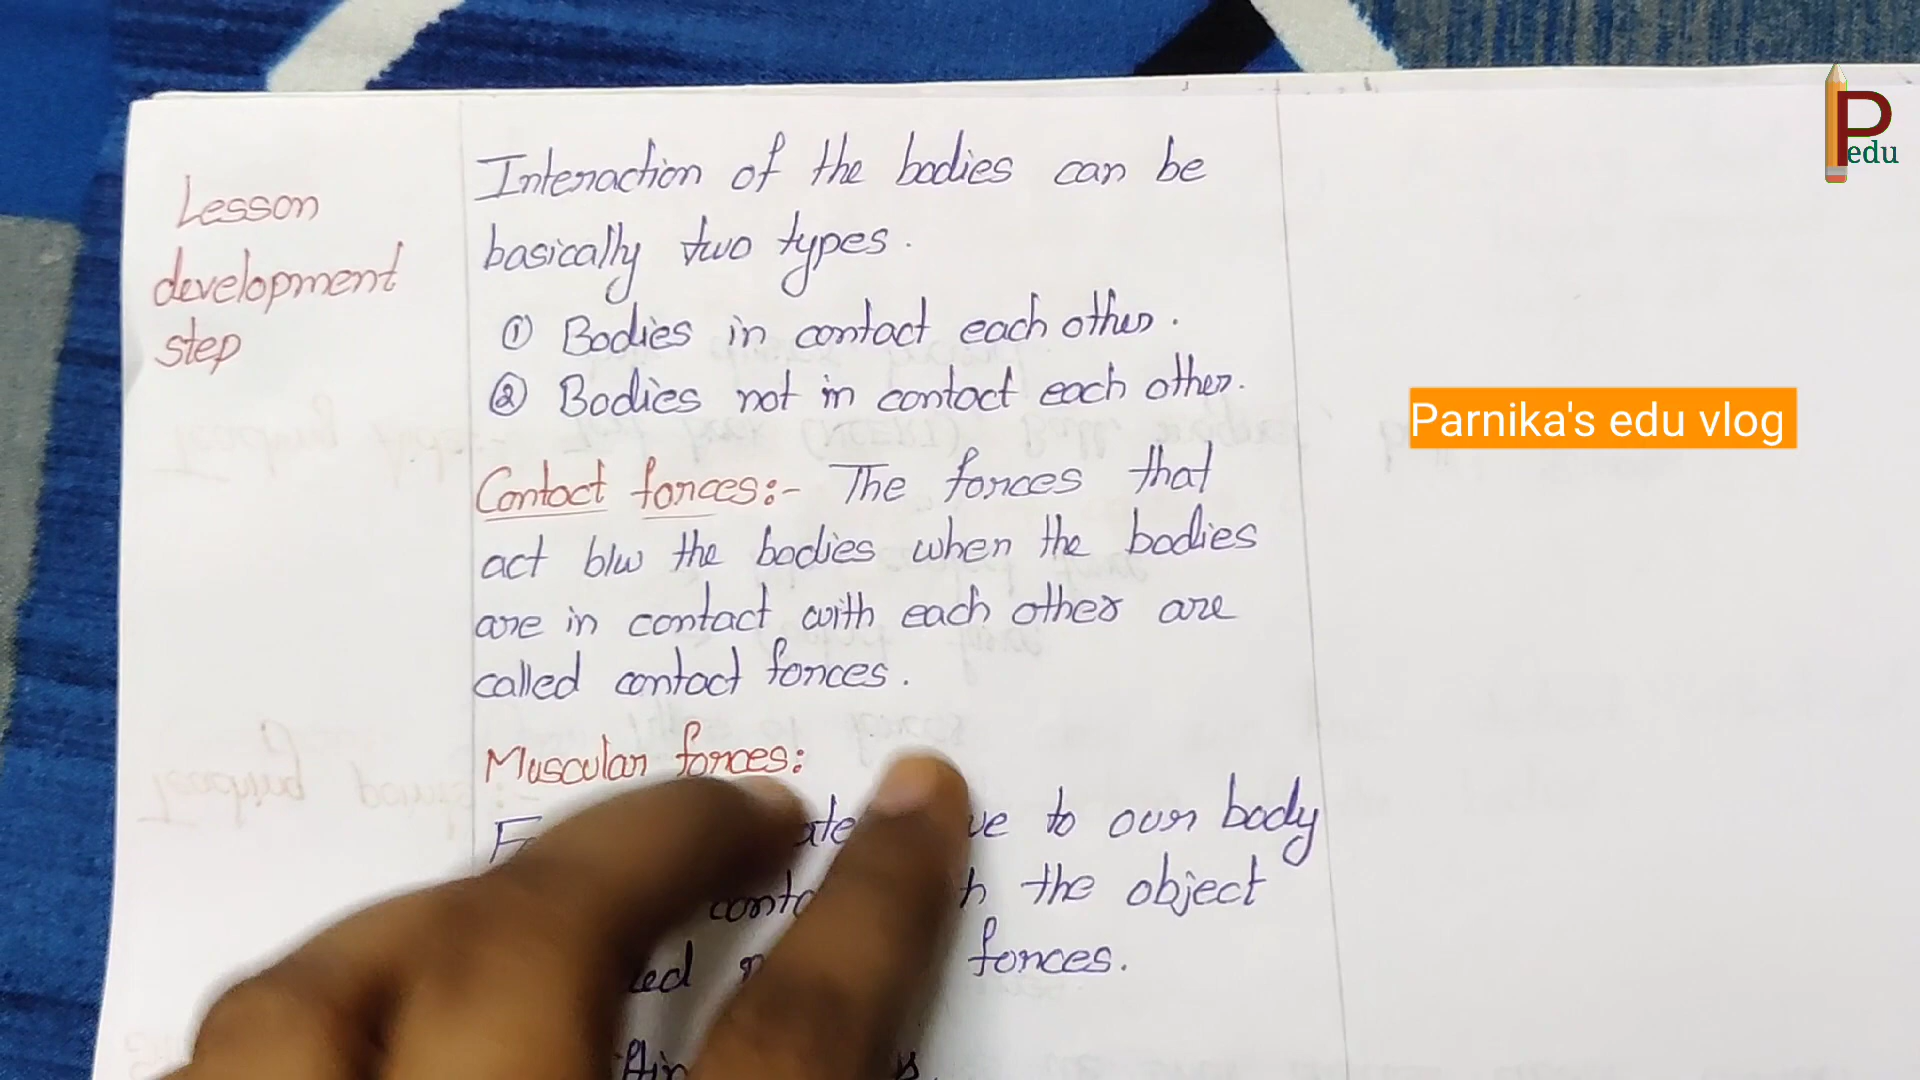 Lesson
development
step
Interaction of the bodies can be
basically two types.
① Bodies in contact each other.
② Bodies not in contact each other.
Contact forces:- The forces that
act b/w the bodies when the bodies
are in contact with each other are
called contact forces.
Muscular forces:
to our body
the object
forces.
P
edu
Parnika's edu vlog